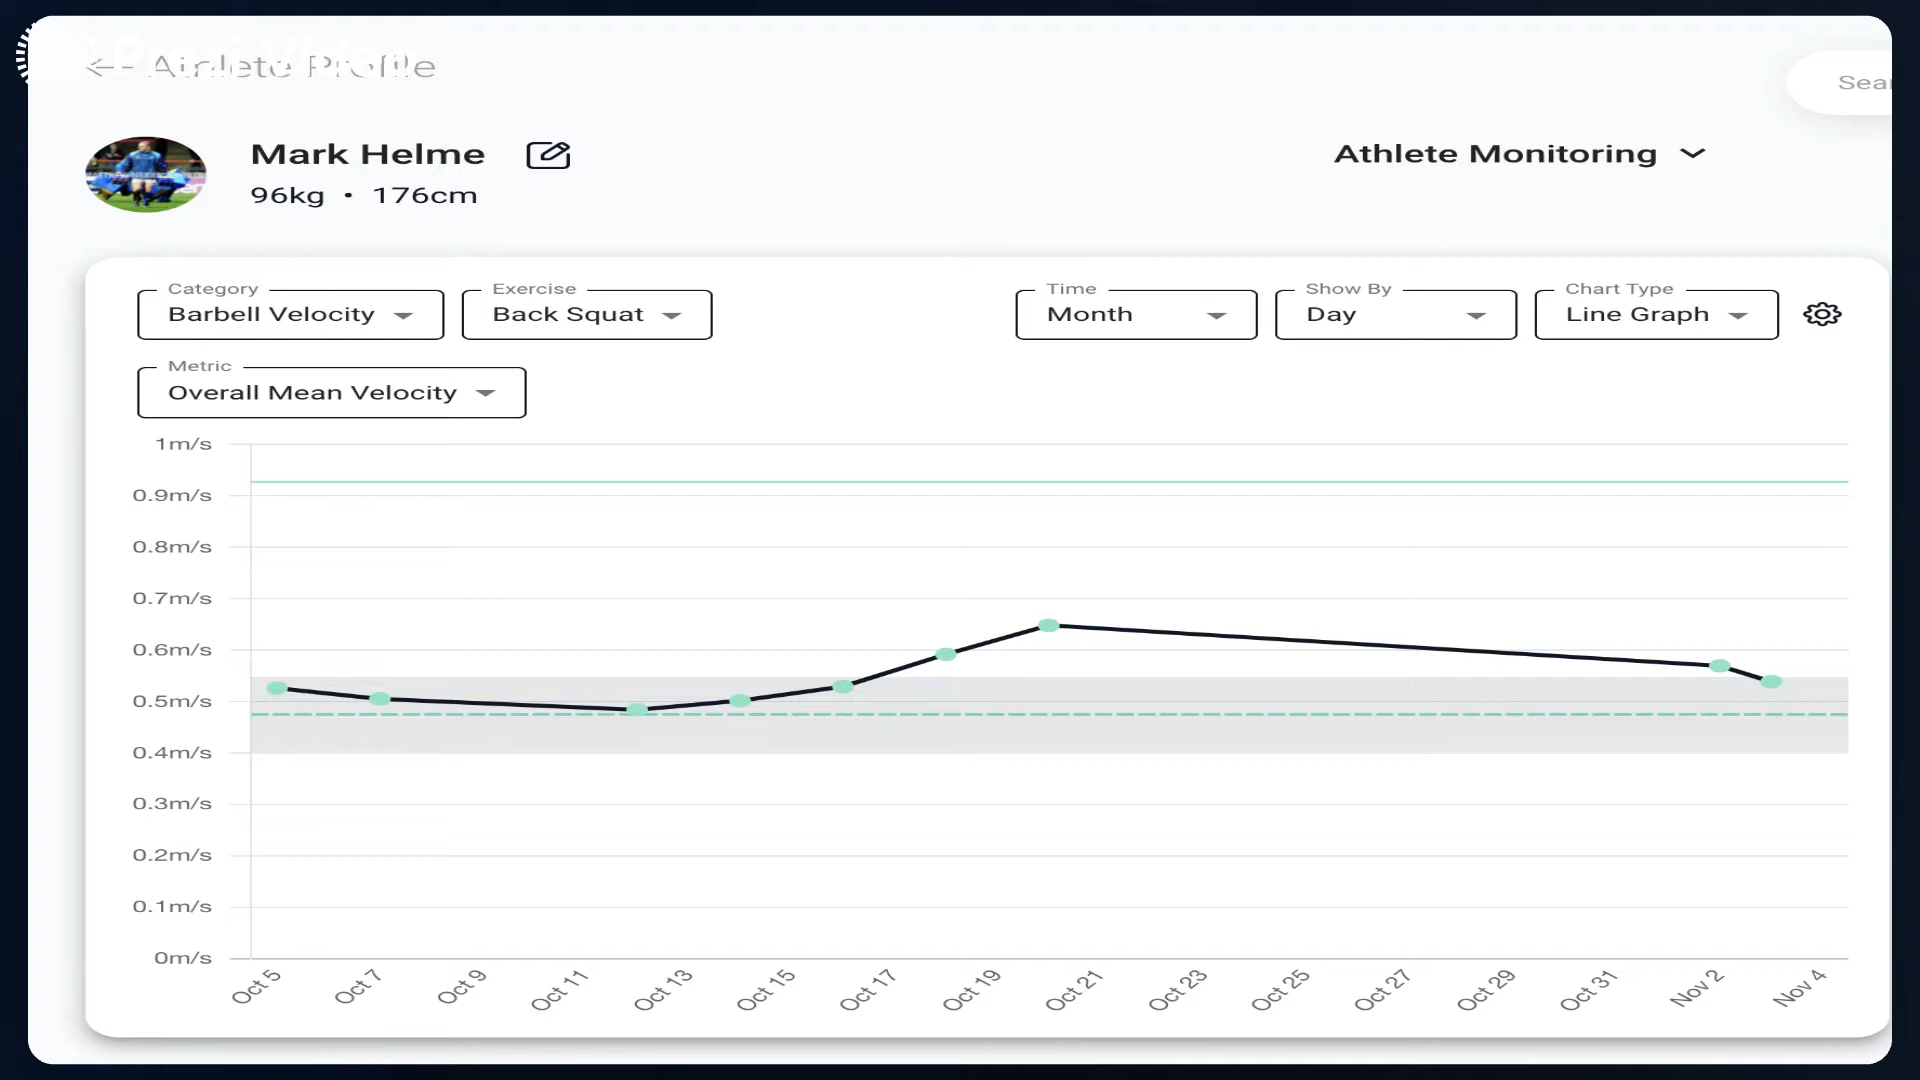 Prezi Video
← Athlete Profile
Sear
Mark Helme
96kg • 176cm
Athlete Monitoring
Category
Barbell Velocity
Exercise
Back Squat
Time
Month
Show By
Day
Chart Type
Line Graph
Metric
Overall Mean Velocity
1m/s
0.9m/s
0.8m/s
0.7m/s
0.6m/s
0.5m/s
0.4m/s
0.3m/s
0.2m/s
0.1m/s
0m/s
Oct 5 Oct 7 Oct 9 Oct 11 Oct 13 Oct 15 Oct 17 Oct 19 Oct 21 Oct 23 Oct 25 Oct 27 Oct 29 Oct 31 Nov 2 Nov 4